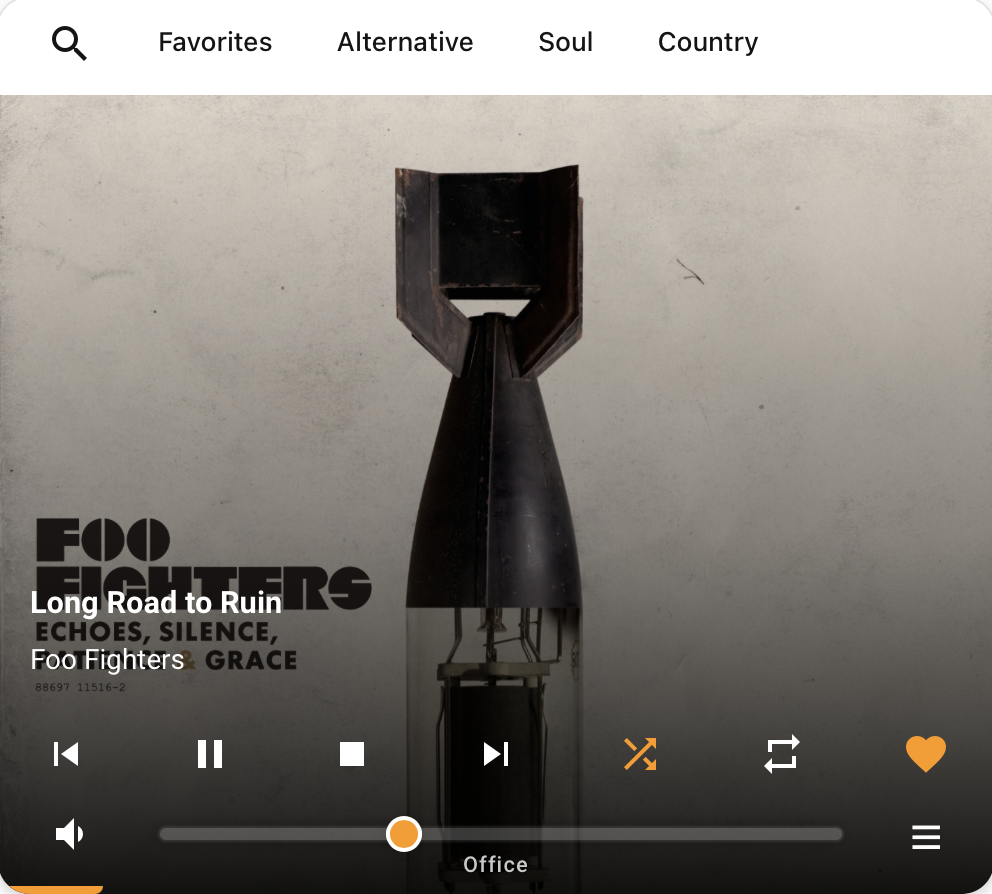 Favorites Alternative Soul Country
FOO
FIGHTERS
Long Road to Ruin
ECHOES, SILENCE,
& GRACE
Foo Fighters
88697 11516-2
Office